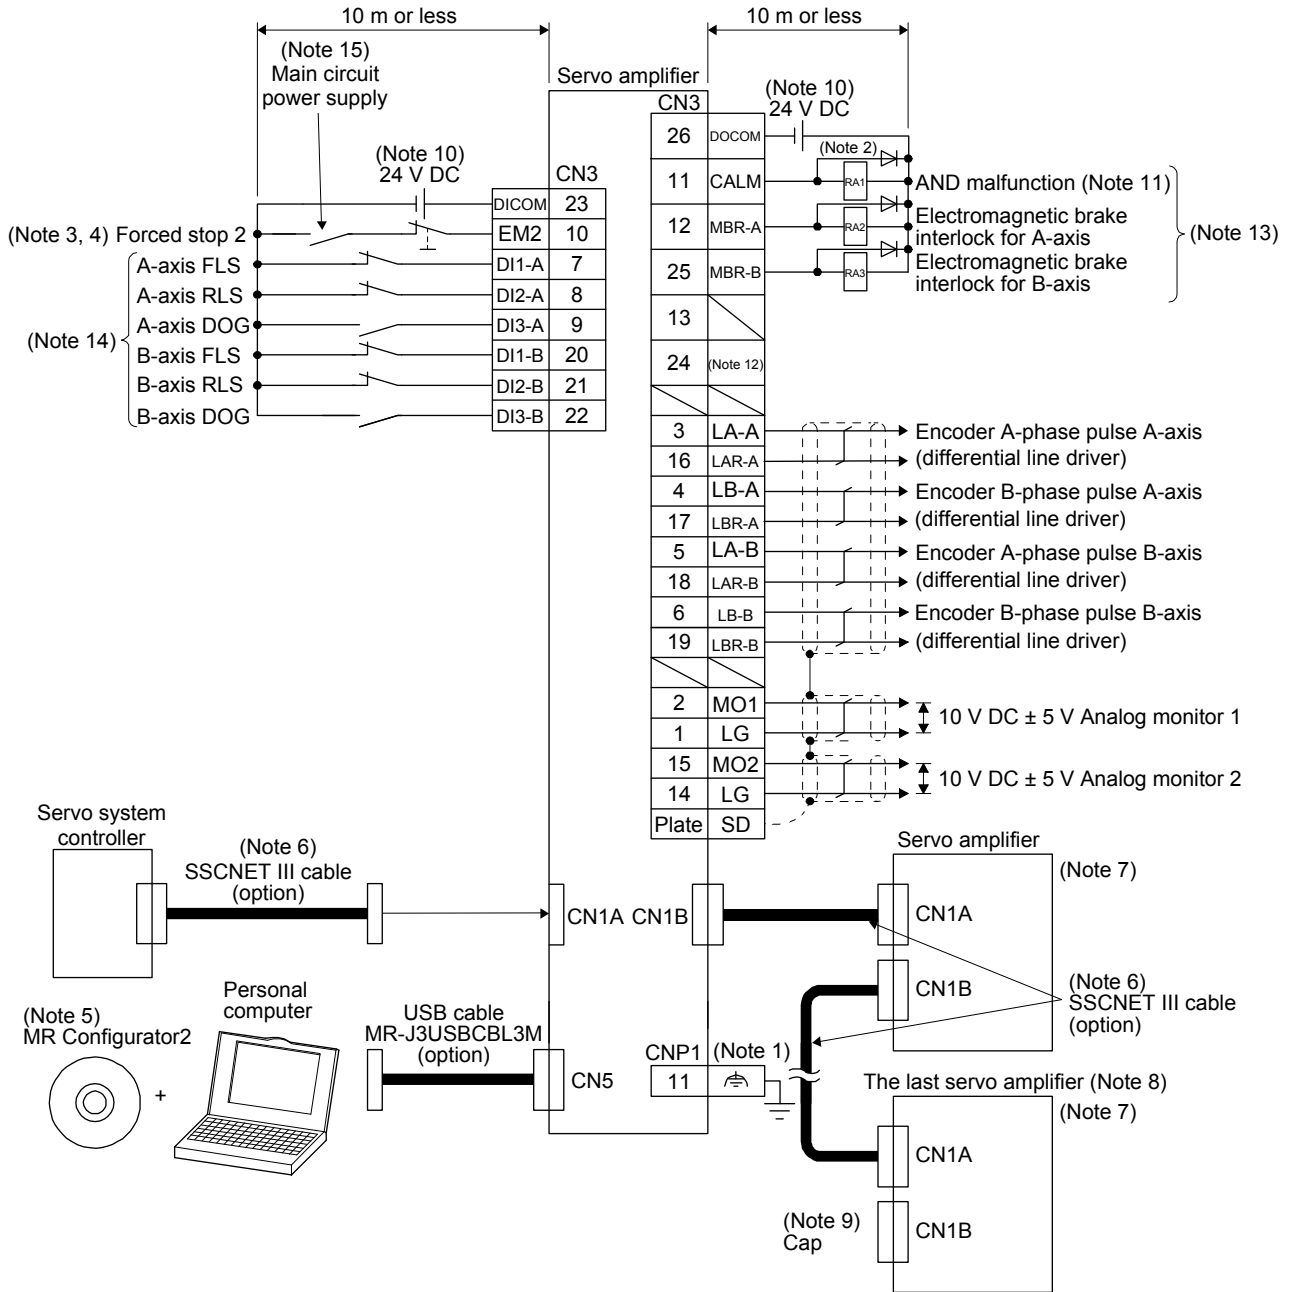 10 m or less
10 m or less
(Note 15)
Main circuit
power supply
Servo amplifier
(Note 10)
24 V DC
CN3
(Note 10)
24 V DC
CN3
DICOM 23
(Note 3, 4) Forced stop 2 EM2 10
A-axis FLS DI1-A 7
A-axis RLS DI2-A 8
A-axis DOG DI3-A 9
B-axis FLS DI1-B 20
B-axis RLS DI2-B 21
B-axis DOG DI3-B 22
(Note 14)
26 DOCOM
(Note 2)
11 CALM RA1 AND malfunction (Note 11)
12 MBR-A RA2 Electromagnetic brake
interlock for A-axis
25 MBR-B RA3 Electromagnetic brake
interlock for B-axis
(Note 13)
13
24 (Note 12)
3 LA-A Encoder A-phase pulse A-axis
16 LAR-A (differential line driver)
4 LB-A Encoder B-phase pulse A-axis
17 LBR-A (differential line driver)
5 LA-B Encoder A-phase pulse B-axis
18 LAR-B (differential line driver)
6 LB-B Encoder B-phase pulse B-axis
19 LBR-B (differential line driver)
2 MO1
10 V DC ± 5 V Analog monitor 1
1 LG
15 MO2
10 V DC ± 5 V Analog monitor 2
14 LG
Plate SD
Servo system
controller
(Note 6)
SSCNET III cable
(option)
CN1A CN1B
Servo amplifier
(Note 7)
CN1A
CN1B
(Note 6)
SSCNET III cable
(option)
(Note 5)
MR Configurator2
+
Personal
computer
USB cable
MR-J3USBCBL3M
(option)
CN5
CNP1 (Note 1)
11
The last servo amplifier (Note 8)
(Note 7)
CN1A
(Note 9)
Cap
CN1B